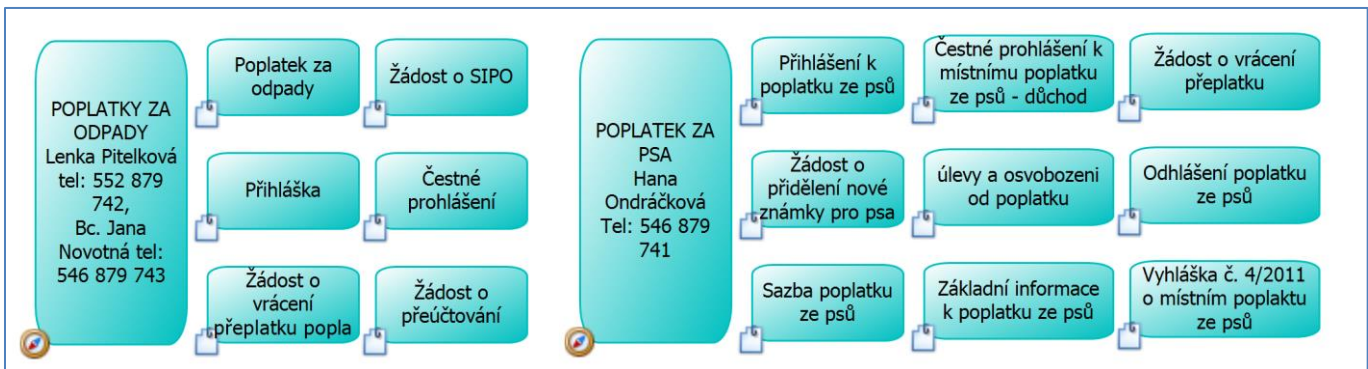 POPLATKY ZA
ODPADY
Lenka Pitelková
tel: 552 879
742,
Bc. Jana
Novotná tel:
546 879 743
Poplatek za
odpady
Žádost o SIPO
Přihláška
Čestné
prohlášení
Žádost o
vrácení
přeplatku popla
Žádost o
přeúčtování
POPLATEK ZA
PSA
Hana
Ondráčková
Tel: 546 879
741
Přihlášení k
poplatku ze psů
Čestné prohlášení k
místnímu poplatku
ze psů - důchod
Žádost o vrácení
přeplatku
Žádost o
přidělení nové
známky pro psa
úlevy a osvobozeni
od poplatku
Odhlášení poplatku
ze psů
Sazba poplatku
ze psů
Základní informace
k poplatku ze psů
Vyhláška č. 4/2011
o místním poplaktu
ze psů